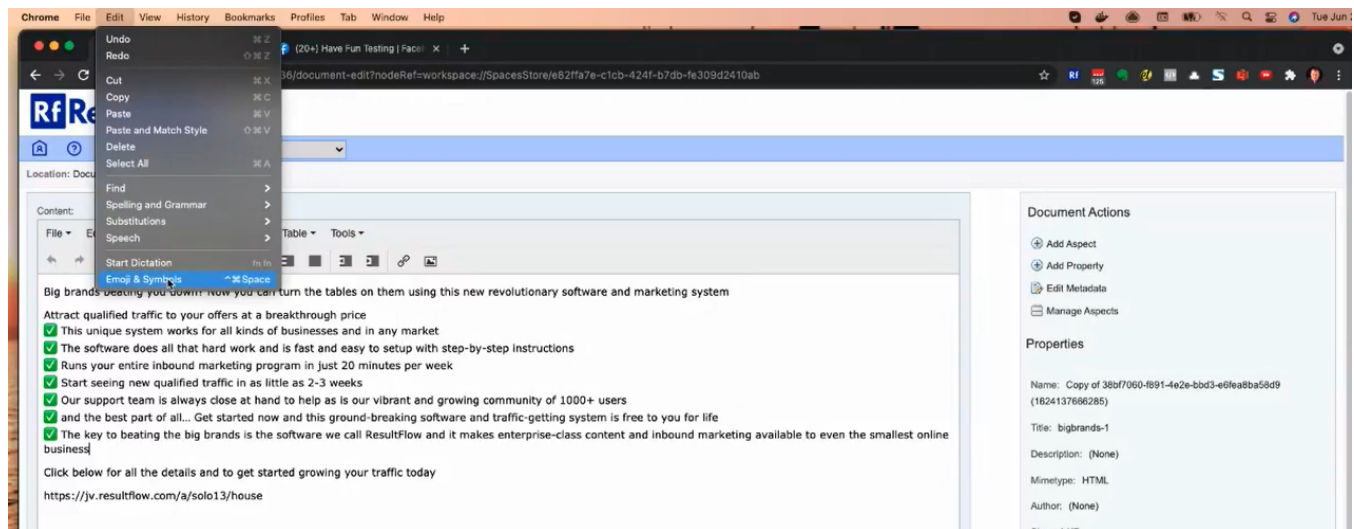 Chrome File Edit View History Bookmarks Profiles Tab Window Help
Tue Jun
Undo ⌘Z
Redo ⇧⌘Z
Cut ⌘X
Copy ⌘C
Paste ⌘V
Paste and Match Style ⇧⌘V
Delete
Select All ⌘A
Find
Spelling and Grammar
Substitutions
Speech
Start Dictation fn fn
Emoji & Symbols ^⌘Space
(20+) Have Fun Testing | Face
/document-edit?nodeRef=workspace://SpacesStore/e82ffa7e-c1cb-424f-b7db-fe309d2410ab
Rf
Content:
File
Table Tools
Big brands beating you down? Now you can turn the tables on them using this new revolutionary software and marketing system
Attract qualified traffic to your offers at a breakthrough price
✅ This unique system works for all kinds of businesses and in any market
✅ The software does all that hard work and is fast and easy to setup with step-by-step instructions
✅ Runs your entire inbound marketing program in just 20 minutes per week
✅ Start seeing new qualified traffic in as little as 2-3 weeks
✅ Our support team is always close at hand to help as is our vibrant and growing community of 1000+ users
✅ and the best part of all... Get started now and this ground-breaking software and traffic-getting system is free to you for life
✅ The key to beating the big brands is the software we call ResultFlow and it makes enterprise-class content and inbound marketing available to even the smallest online
business
Click below for all the details and to get started growing your traffic today
https://jv.resultflow.com/a/solo13/house
Document Actions
Add Aspect
Add Property
Edit Metadata
Manage Aspects
Properties
Name: Copy of 38bf7060-f891-4e2e-bbd3-e6fea8ba58d9
(1624137666285)
Title: bigbrands-1
Description: (None)
Mimetype: HTML
Author: (None)